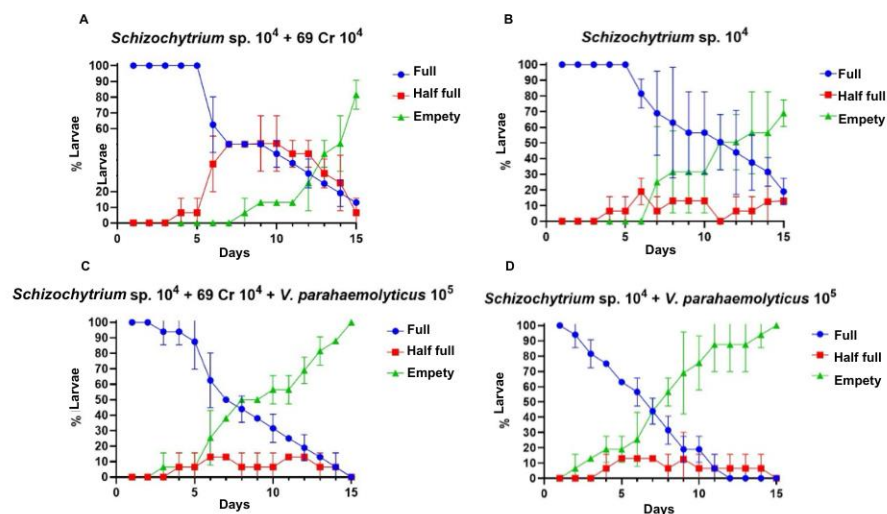 A
Schizochytrium sp. 10⁴ + 69 Cr 10⁴
% Larvae
100
90
80
70
60
20
10
0
0
5
10
15
Days
Full
Half full
Empety
B
Schizochytrium sp. 10⁴
% Larvae
100
90
80
70
60
50
40
30
20
10
0
0
5
10
15
Days
Full
Half full
Empety
C
Schizochytrium sp. 10⁴ + 69 Cr 10⁴ + V. parahaemolyticus 10⁵
% Larvae
100
90
80
70
60
50
40
30
20
10
0
0
5
10
15
Days
Full
Half full
Empety
D
Schizochytrium sp. 10⁴ + V. parahaemolyticus 10⁵
% Larvae
100
90
80
70
60
50
40
30
20
10
0
0
5
10
15
Days
Full
Half full
Empety